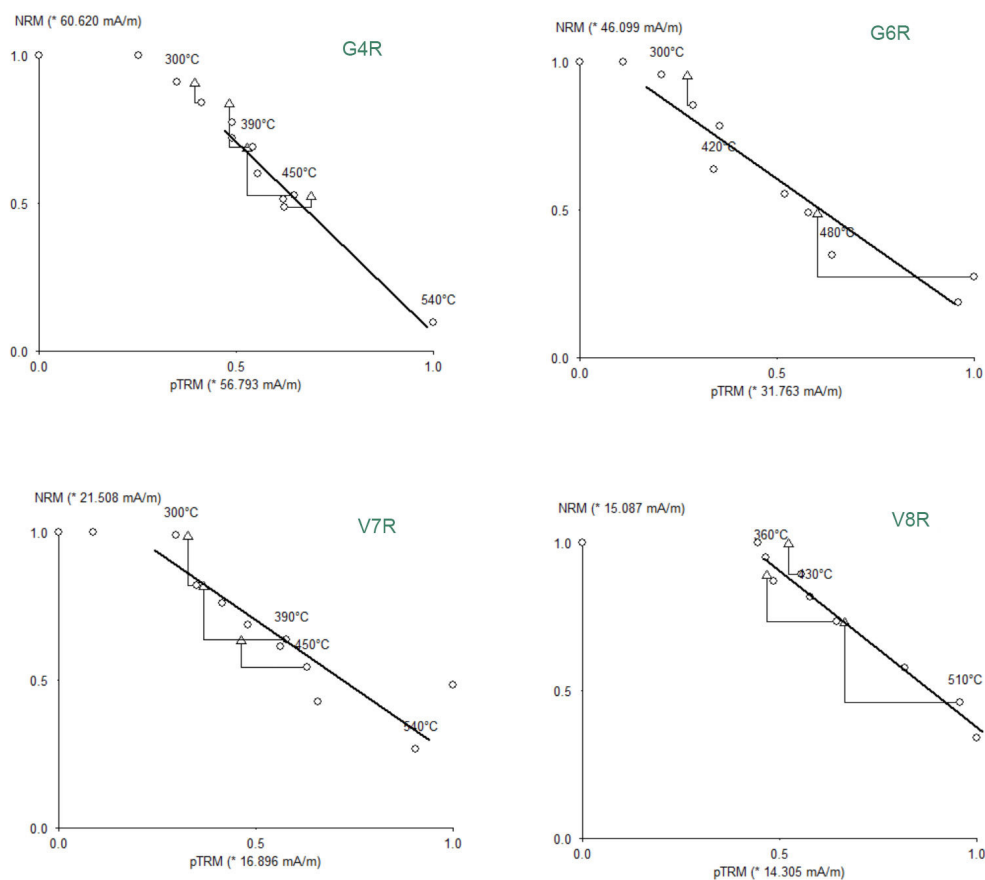 NRM (* 60.620 mA/m)
G4R
1.0
300°C
390°C
450°C
0.5
540°C
0.0
0.0
0.5
1.0
pTRM (* 56.793 mA/m)
NRM (* 46.099 mA/m)
G6R
300°C
1.0
420°C
0.5
480°C
0.0
0.0
0.5
1.0
pTRM (* 31.763 mA/m)
NRM (* 21.508 mA/m)
V7R
300°C
1.0
390°C
450°C
0.5
540°C
0.0
0.0
0.5
1.0
pTRM (* 16.896 mA/m)
NRM (* 15.087 mA/m)
V8R
360°C
1.0
430°C
0.5
510°C
0.0
0.0
0.5
1.0
pTRM (* 14.305 mA/m)